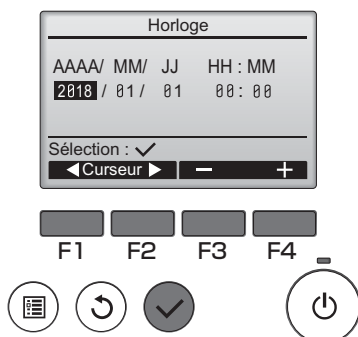 Horloge
AAAA/ MM/ JJ HH : MM
2018 / 01 / 01 00 : 00
Sélection : ✓
◀Curseur▶ − +
F1 F2 F3 F4